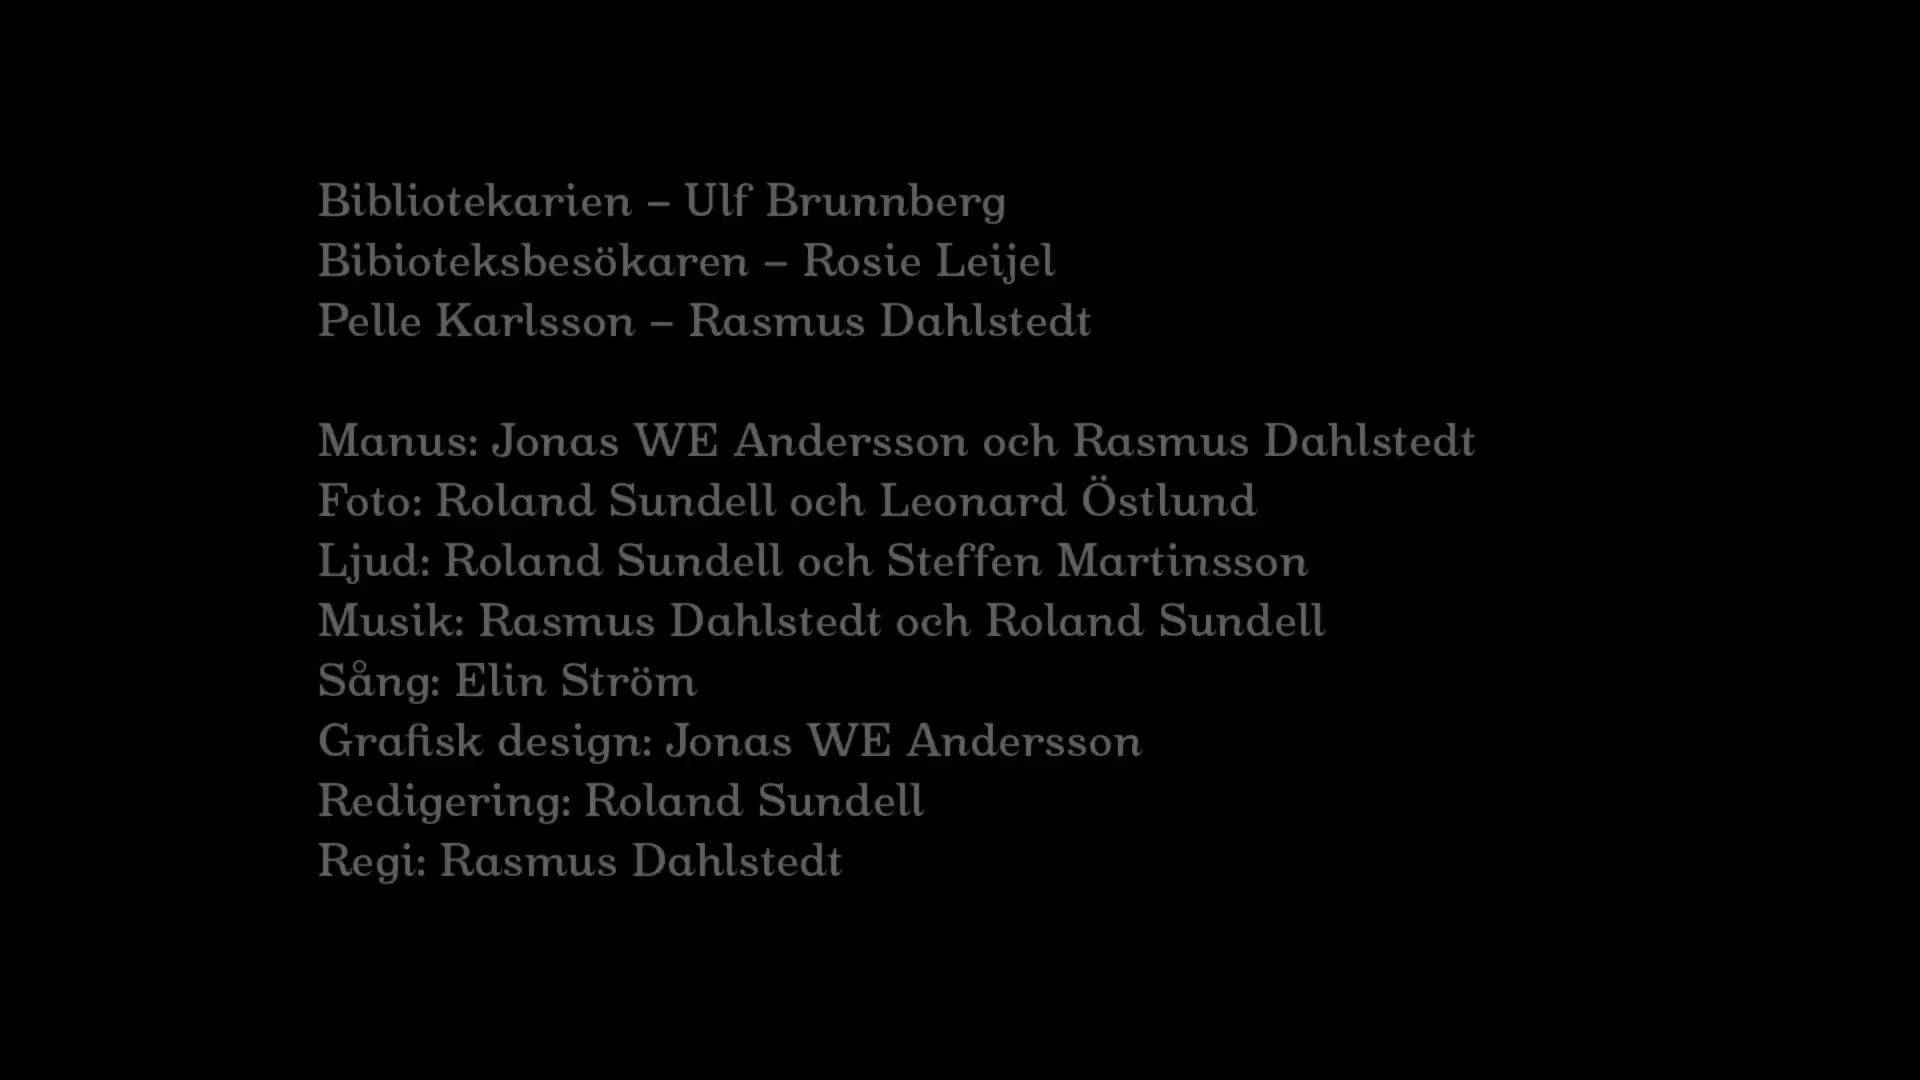 Bibliotekarien – Ulf Brunnberg
Bibioteksbesökaren – Rosie Leijel
Pelle Karlsson – Rasmus Dahlstedt
Manus: Jonas WE Andersson och Rasmus Dahlstedt
Foto: Roland Sundell och Leonard Östlund
Ljud: Roland Sundell och Steffen Martinsson
Musik: Rasmus Dahlstedt och Roland Sundell
Sång: Elin Ström
Grafisk design: Jonas WE Andersson
Redigering: Roland Sundell
Regi: Rasmus Dahlstedt